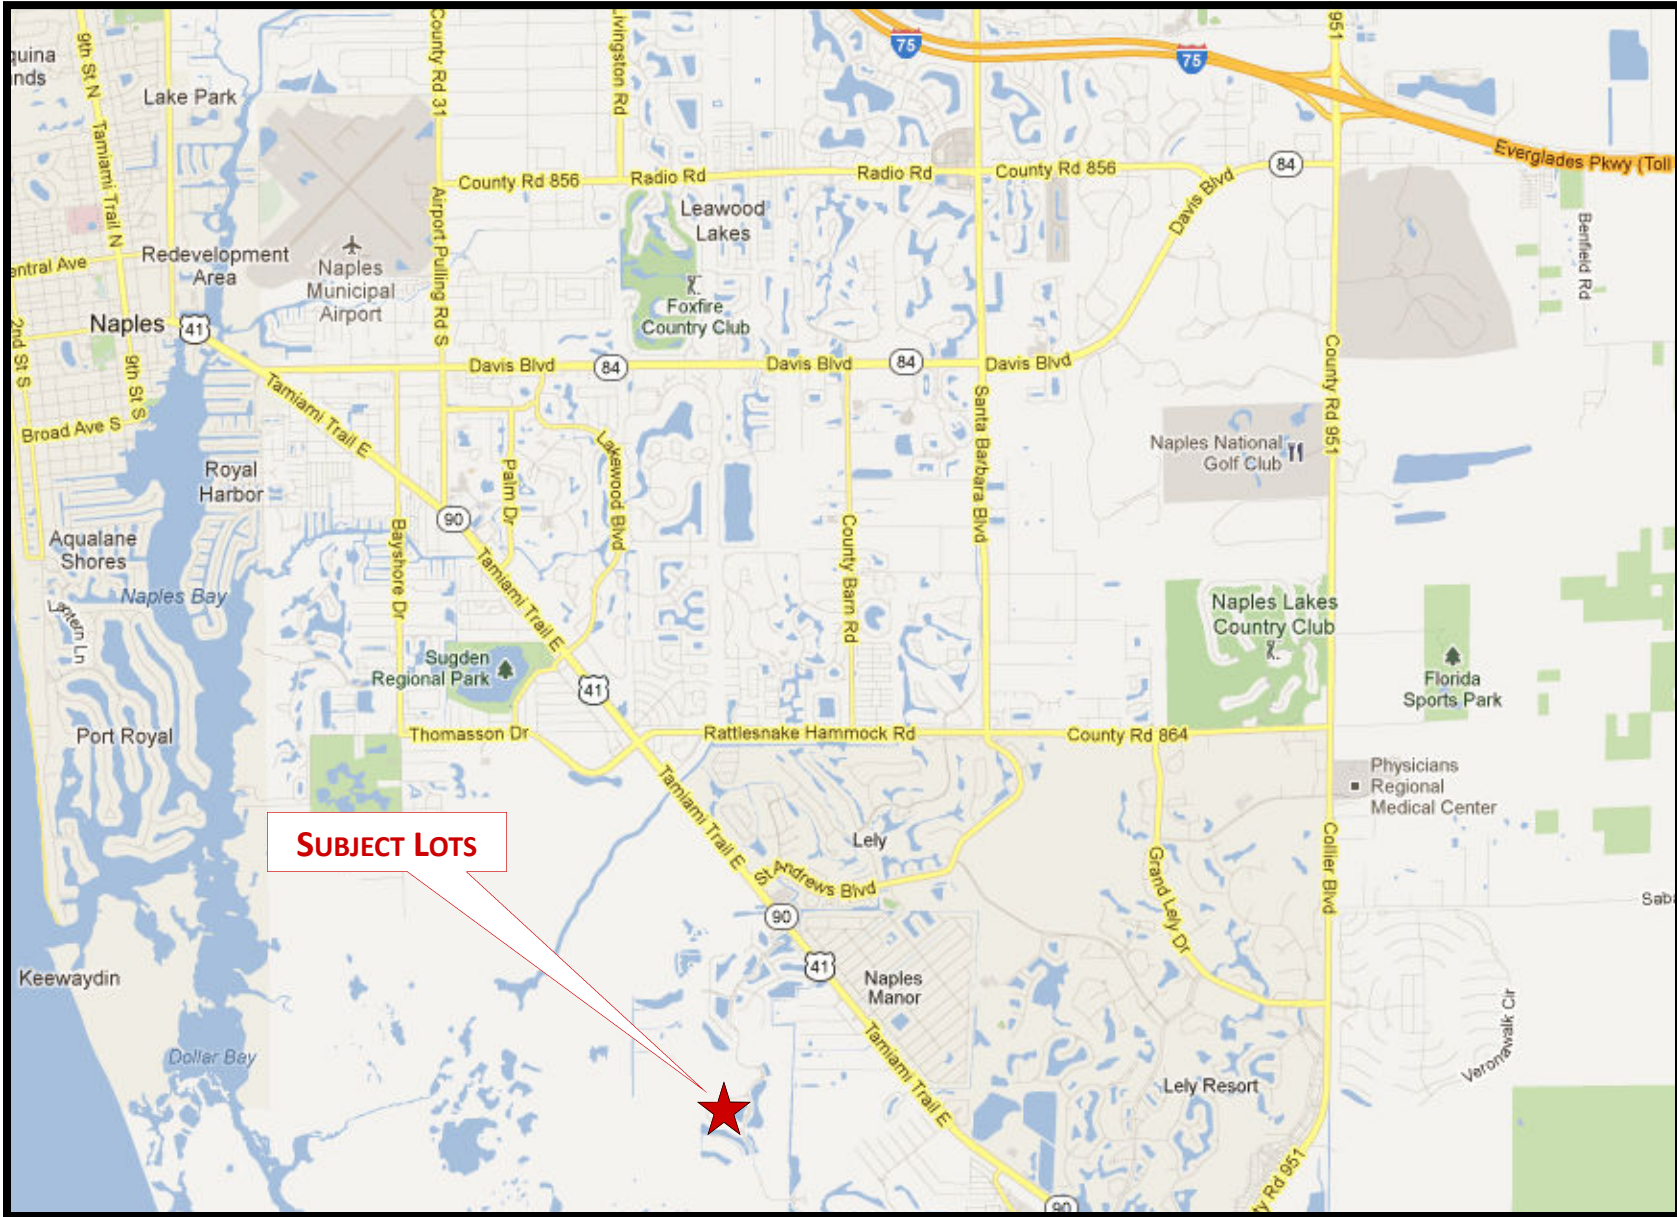 quina
nds
9th St N
Tamiami Trail N
Lake Park
County Rd 31
Livingston Rd
75
75
951
Everglades Pkwy (Toll
84
County Rd 856
Radio Rd
Radio Rd
County Rd 856
Davis Blvd
Benfield Rd
Leawood
Lakes
Airport Pulling Rd S
Redevelopment
Area
entral Ave
Naples
Municipal
Airport
Foxfire
Country Club
Naples
41
2nd St S
9th St S
Broad Ave S
Davis Blvd
84
Davis Blvd
84
Davis Blvd
County Rd 951
Tamiami Trail E
Santa Barbara Blvd
Lakewood Blvd
Palm Dr
Naples National
Golf Club
Royal
Harbor
90
Bayshore Dr
County Barn Rd
Aqualane
Shores
Naples Bay
Lantern Ln
Tamiami Trail E
Naples Lakes
Country Club
Sugden
Regional Park
41
Florida
Sports Park
Port Royal
Thomasson Dr
Rattlesnake Hammock Rd
County Rd 864
Physicians
Regional
Medical Center
Tamiami Trail E
SUBJECT LOTS
Lely
St Andrews Blvd
Grand Lely Dr
Collier Blvd
Sab
90
41
Keewaydin
Naples
Manor
Veronawalk Cir
Dollar Bay
Tamiami Trail E
Lely Resort
ty Rd 951
90